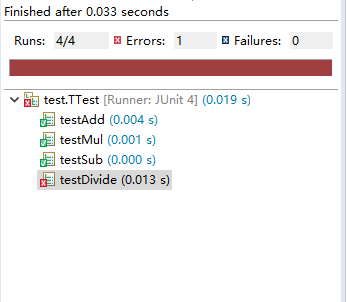 Finished after 0.033 seconds
Runs: 4/4 Errors: 1 Failures: 0
test.TTest [Runner: JUnit 4] (0.019 s)
testAdd (0.004 s)
testMul (0.001 s)
testSub (0.000 s)
testDivide (0.013 s)